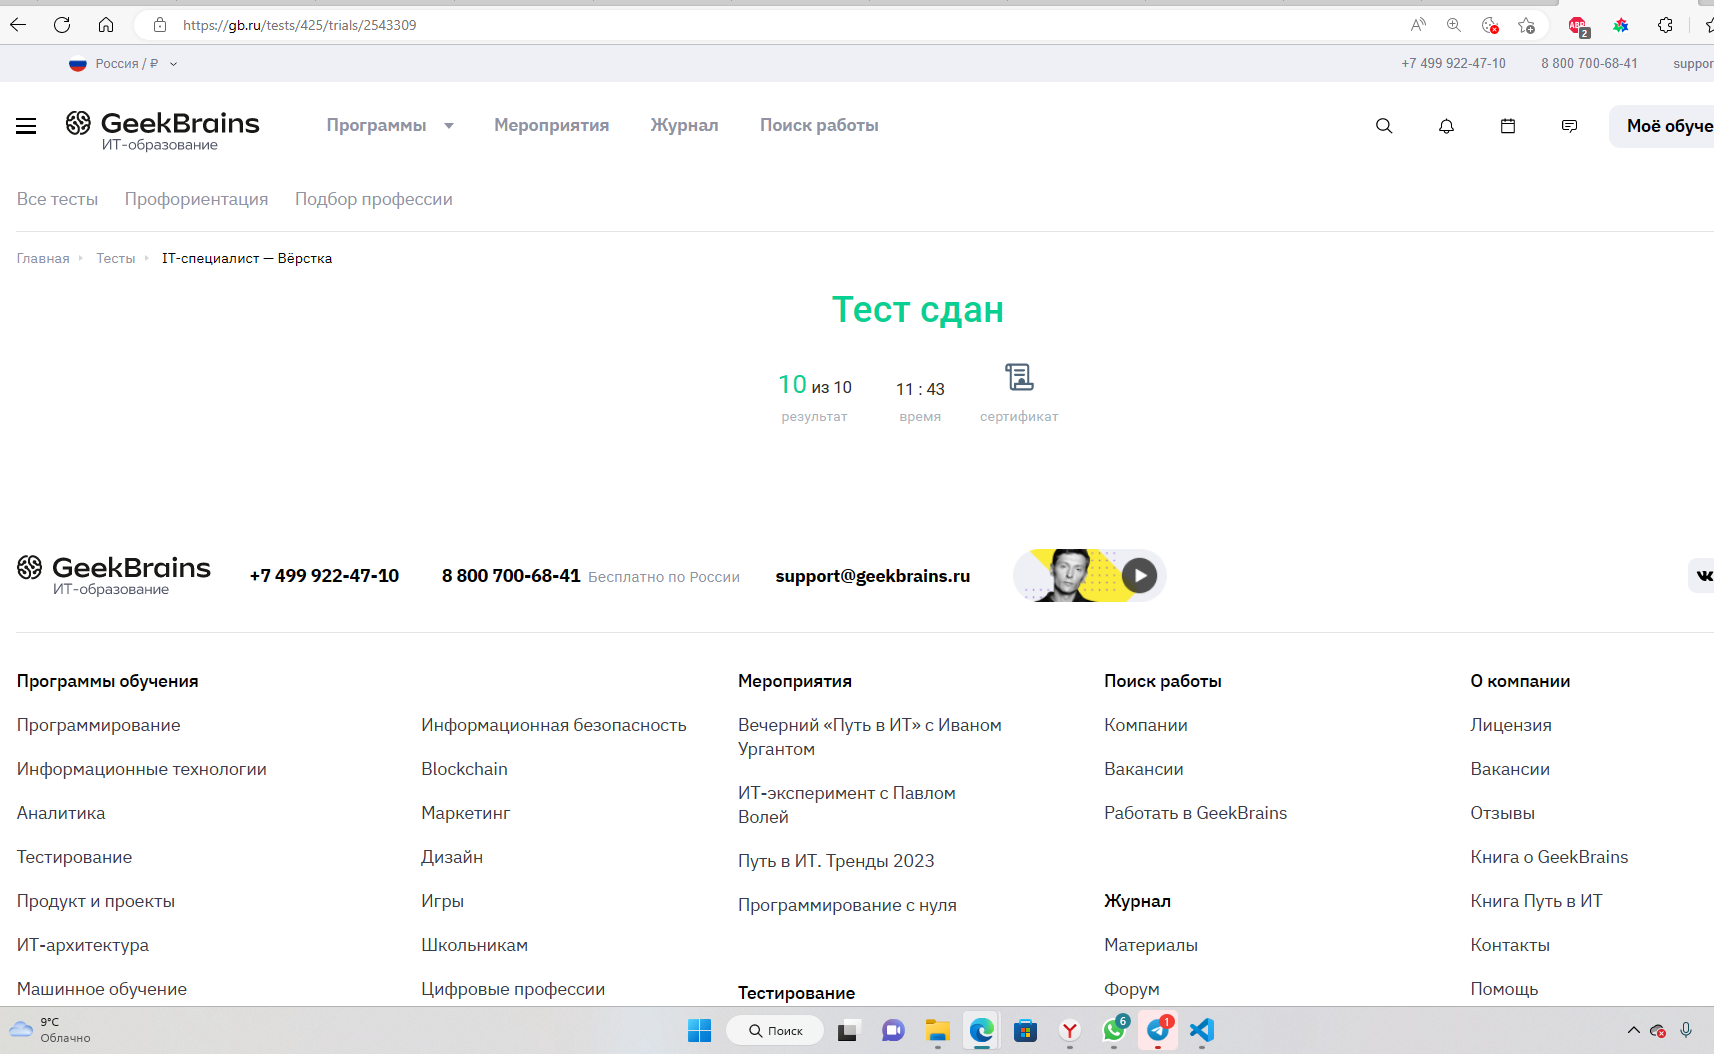 https://gb.ru/tests/425/trials/2543309
ABP
2
Россия / ₽
+7 499 922-47-10
8 800 700-68-41
suppor
GeekBrains
ИТ-образование
Программы
Мероприятия
Журнал
Поиск работы
Моё обуче
Все тесты
Профориентация
Подбор профессии
Главная
Тесты
IT-специалист — Вёрстка
Тест сдан
10 из 10
11 : 43
результат
время
сертификат
GeekBrains
ИТ-образование
+7 499 922-47-10
8 800 700-68-41 Бесплатно по России
support@geekbrains.ru
Программы обучения
Программирование
Информационные технологии
Аналитика
Тестирование
Продукт и проекты
ИТ-архитектура
Машинное обучение
Информационная безопасность
Blockchain
Маркетинг
Дизайн
Игры
Школьникам
Цифровые профессии
Мероприятия
Вечерний «Путь в ИТ» с Иваном
Ургантом
ИТ-эксперимент с Павлом
Волей
Путь в ИТ. Тренды 2023
Программирование с нуля
Тестирование
Поиск работы
Компании
Вакансии
Работать в GeekBrains
Журнал
Материалы
Форум
О компании
Лицензия
Вакансии
Отзывы
Книга о GeekBrains
Книга Путь в ИТ
Контакты
Помощь
9°C
Облачно
Поиск
6
1